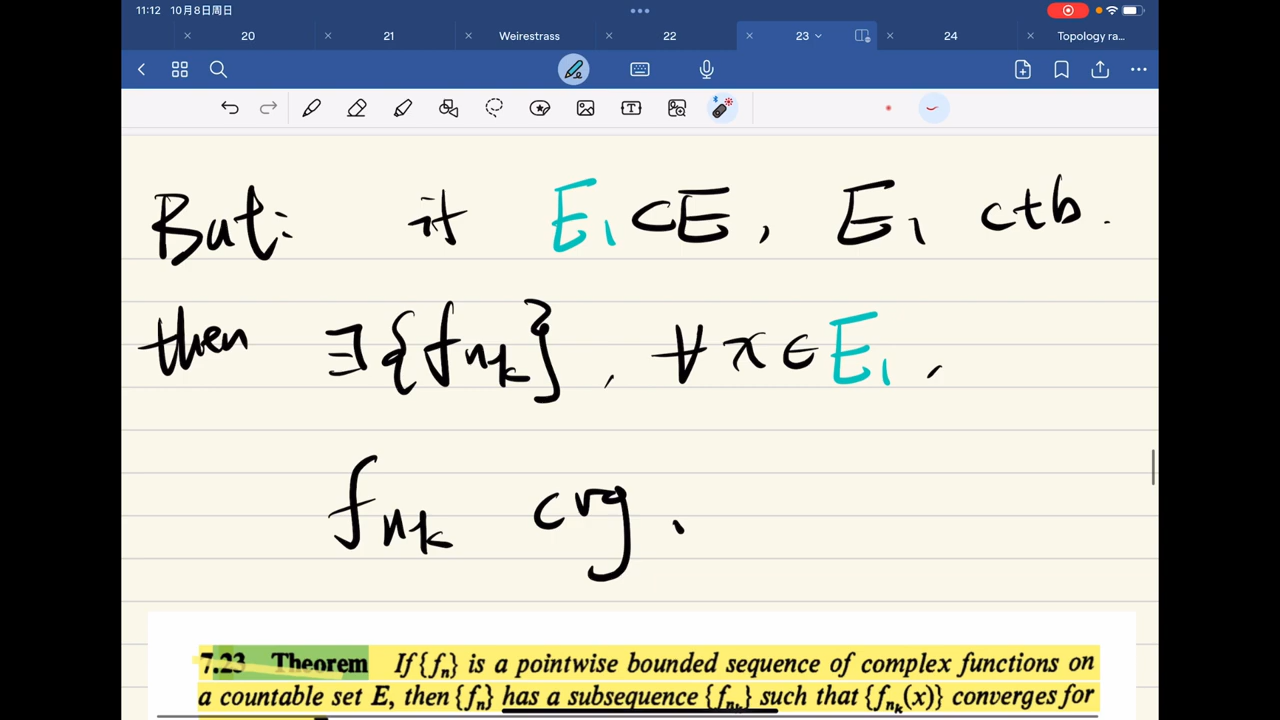 11:12 10月8日周日
20 21 Weirestrass 22 23 24 Topology ra...
But: if E₁⊂E, E₁ ctb.
then ∃{fₙₖ}, ∀x∈E₁,
fₙₖ cvg.
7.23 Theorem If {fₙ} is a pointwise bounded sequence of complex functions on
a countable set E, then {fₙ} has a subsequence {fₙₖ} such that {fₙₖ(x)} converges for